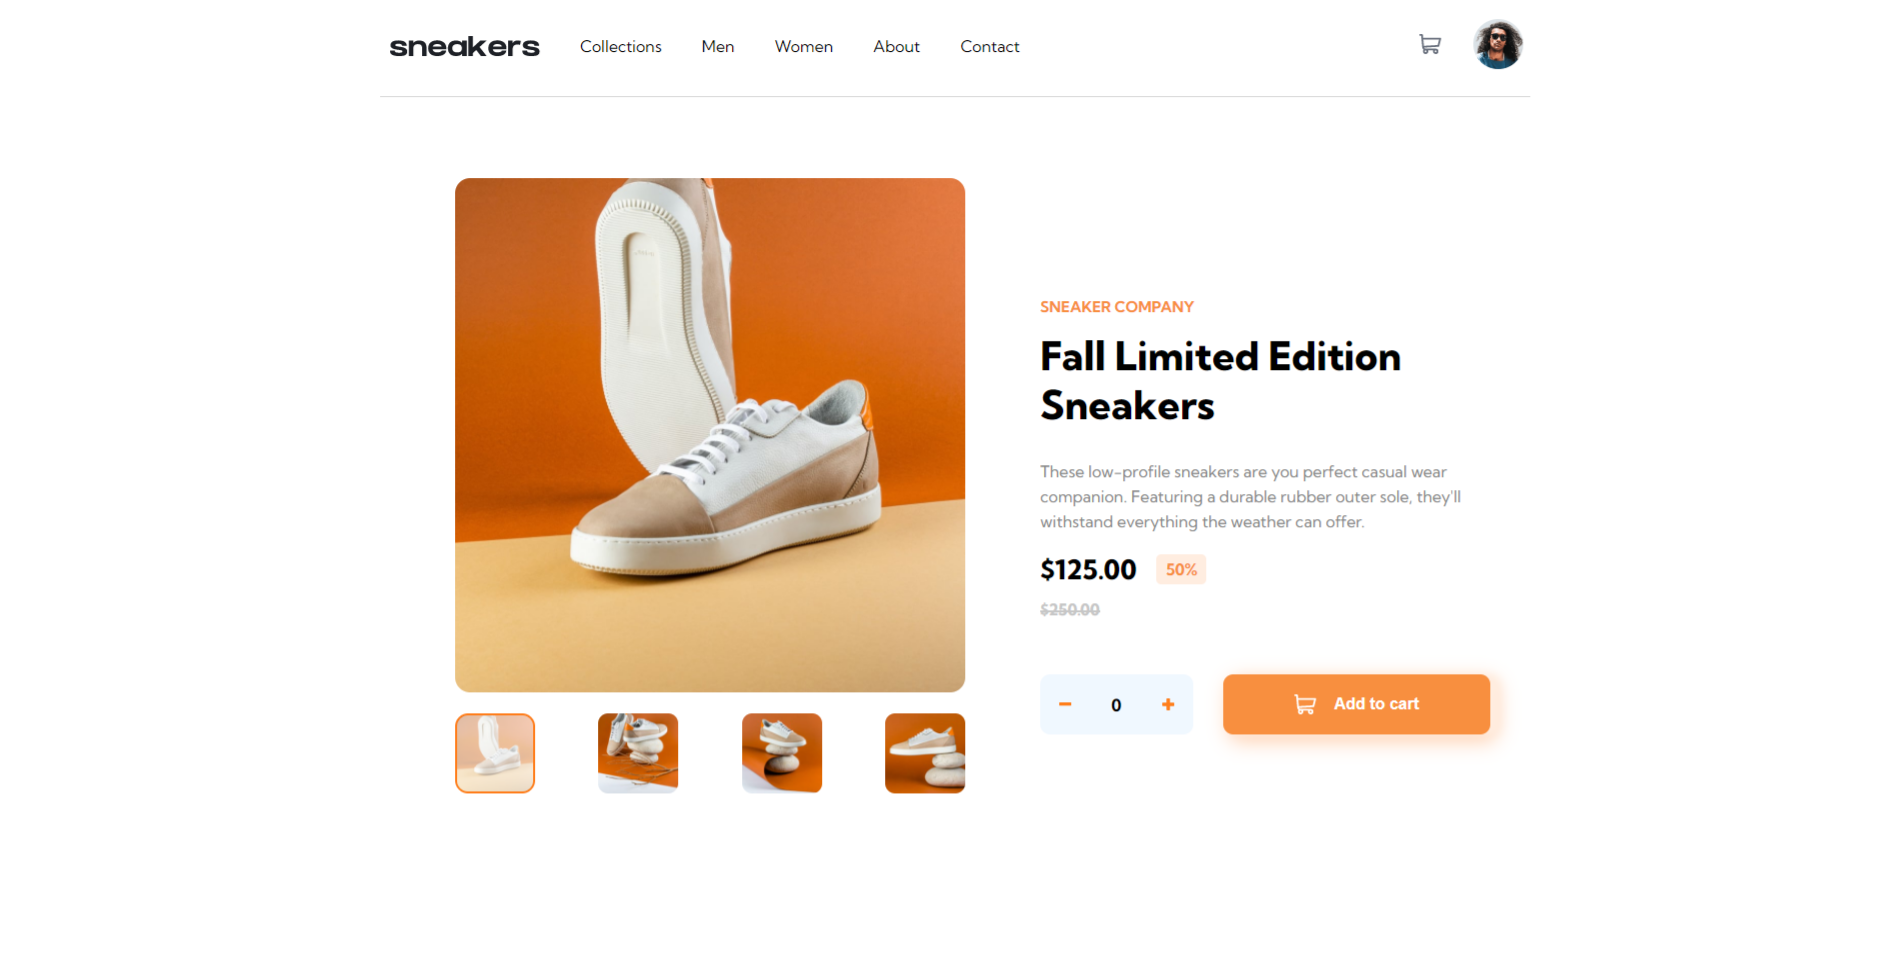 sneakers Collections Men Women About Contact
SNEAKER COMPANY
Fall Limited Edition
Sneakers
These low-profile sneakers are you perfect casual wear
companion. Featuring a durable rubber outer sole, they'll
withstand everything the weather can offer.
$125.00 50%
$250.00
0 Add to cart